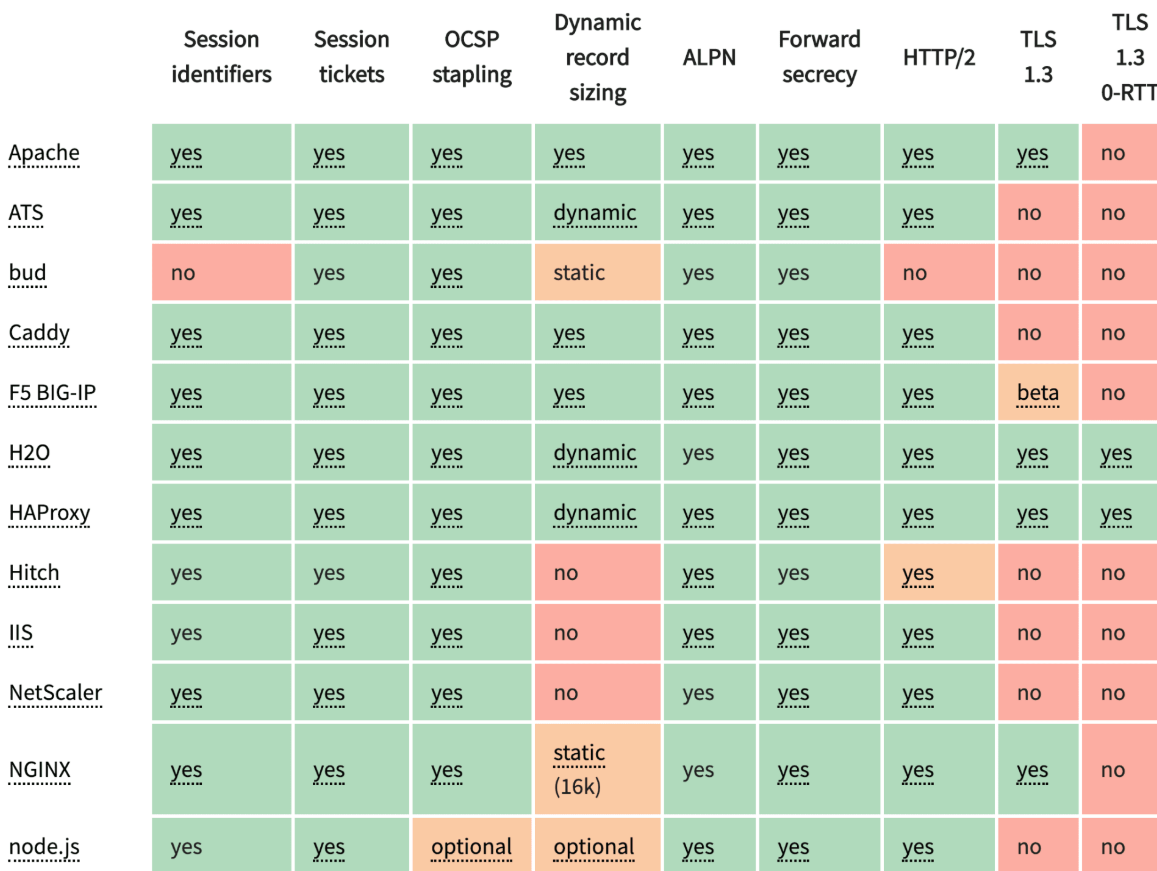 Session identifiers Session tickets OCSP stapling Dynamic record sizing ALPN Forward secrecy HTTP/2 TLS 1.3 TLS 1.3 0-RTT
Apache yes yes yes yes yes yes yes yes no
ATS yes yes yes dynamic yes yes yes no no
bud no yes yes static yes yes no no no
Caddy yes yes yes yes yes yes yes no no
F5 BIG-IP yes yes yes yes yes yes yes beta no
H2O yes yes yes dynamic yes yes yes yes yes
HAProxy yes yes yes dynamic yes yes yes yes yes
Hitch yes yes yes no yes yes yes no no
IIS yes yes yes no yes yes yes no no
NetScaler yes yes yes no yes yes yes no no
NGINX yes yes yes static (16k) yes yes yes yes no
node.js yes yes optional optional yes yes yes no no